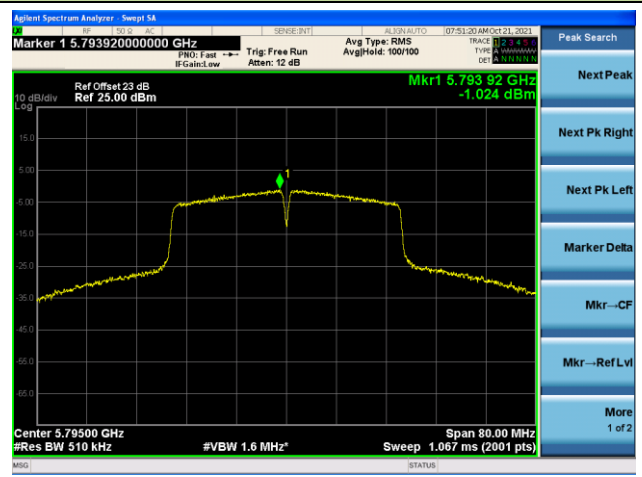 Agilent Spectrum Analyzer - Swept SA
RF 50 Ω AC SENSE:INT ALIGN AUTO 07:51:20 AM Oct 21, 2021
Marker 1 5.793920000000 GHz
PNO: Fast
IFGain:Low
Trig: Free Run
Atten: 12 dB
Avg Type: RMS
Avg|Hold: 100/100
TRACE 1 2 3 4 5 6
TYPE A WWWWW
DET A N N N N N
Peak Search
Ref Offset 23 dB
10 dB/div Ref 25.00 dBm
Log
Mkr1 5.793 92 GHz
-1.024 dBm
Next Peak
15.0
Next Pk Right
5.00
1
Next Pk Left
-5.00
-15.0
Marker Delta
-25.0
-35.0
Mkr→CF
-45.0
-55.0
Mkr→Ref Lvl
-65.0
More
1 of 2
Center 5.79500 GHz Span 80.00 MHz
#Res BW 510 kHz #VBW 1.6 MHz* Sweep 1.067 ms (2001 pts)
MSG STATUS